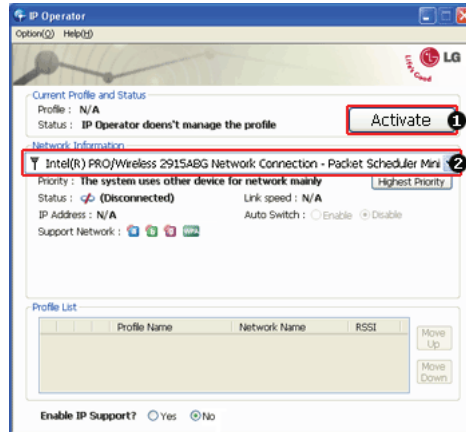 IP Operator
Option(O) Help(H)
Life's Good LG
Current Profile and Status
Profile : N/A
Status : IP Operator doens't manage the profile
Activate 1
Network Information
Intel(R) PRO/Wireless 2915ABG Network Connection - Packet Scheduler Mini 2
Priority : The system uses other device for network mainly Highest Priority
Status : (Disconnected) Link speed : N/A
IP Address : N/A Auto Switch : Enable Disable
Support Network : WPA
Profile List
Profile Name Network Name RSSI
Move Up
Move Down
Enable IP Support? Yes No